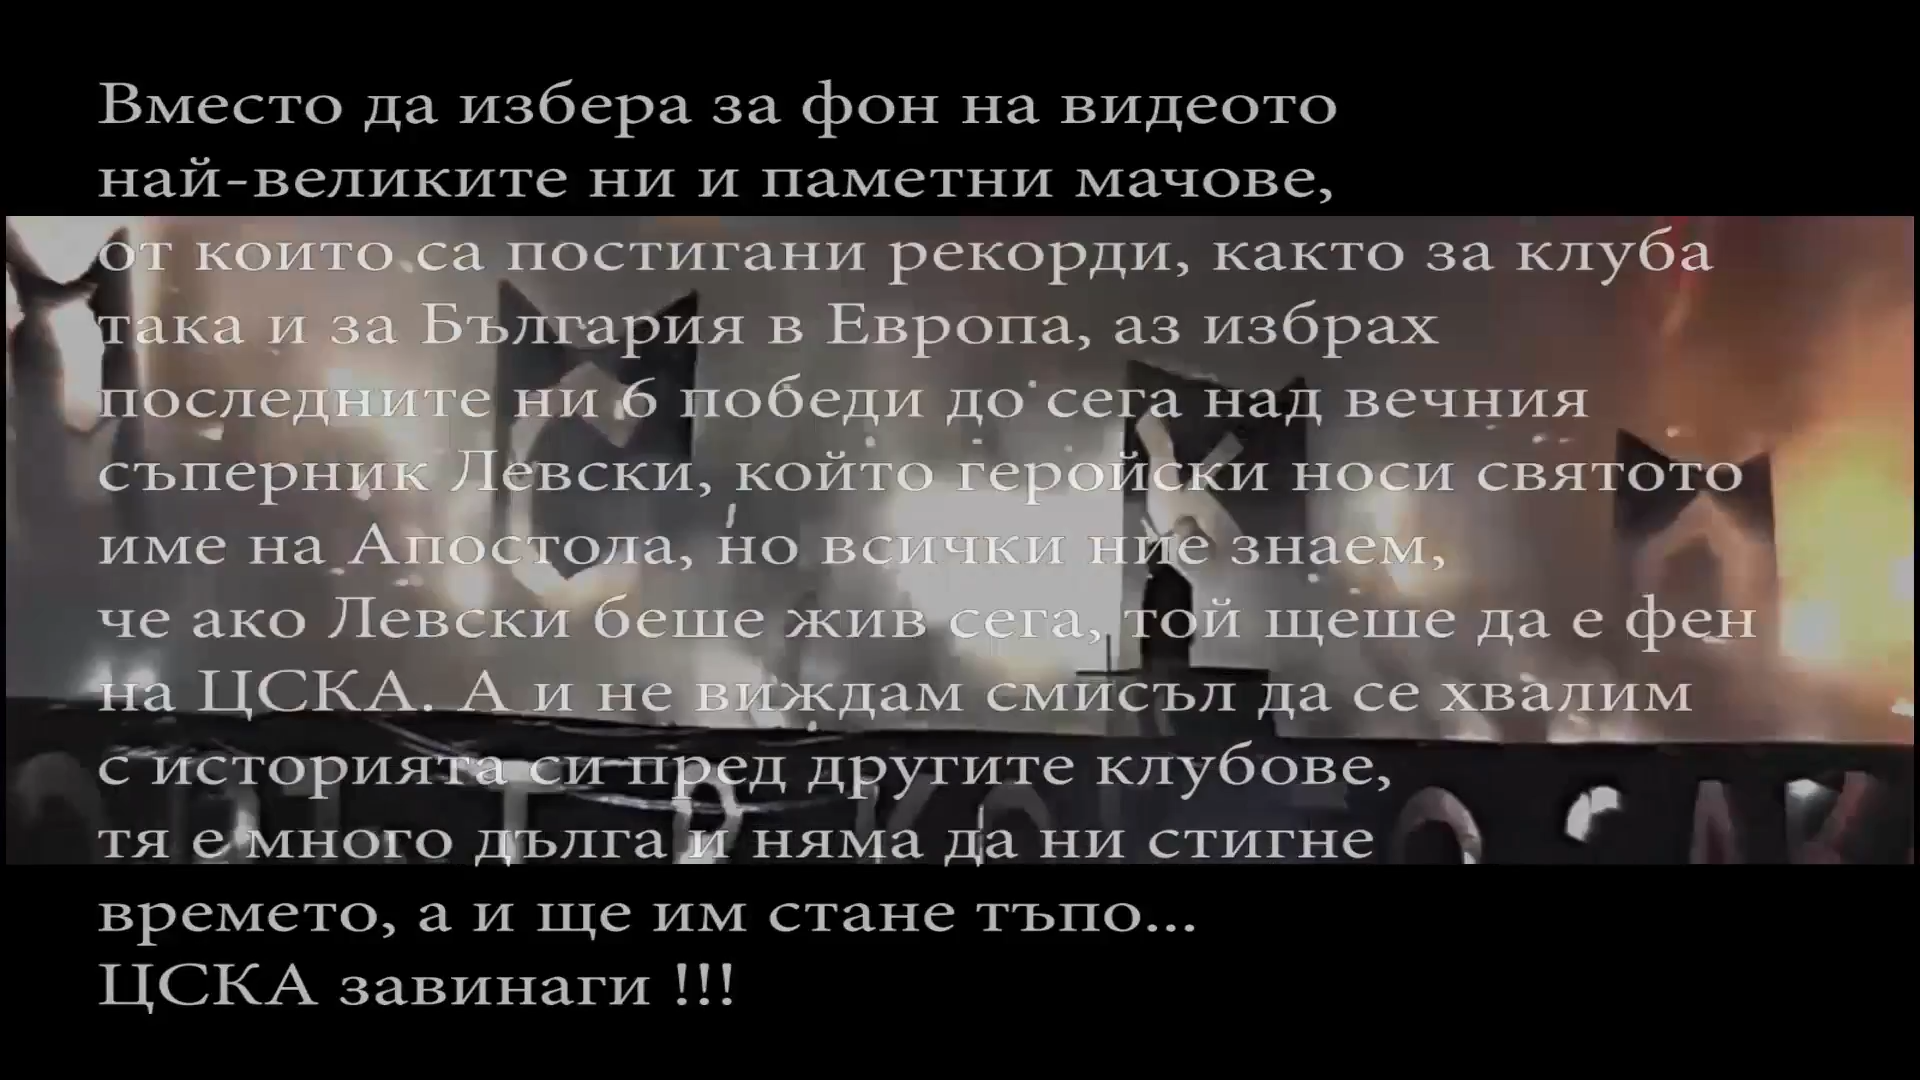 Вместо да избера за фон на видеото
най-великите ни и паметни мачове,
от които са постигани рекорди, както за клуба
така и за България в Европа, аз избрах
последните ни 6 победи до сега над вечния
съперник Левски, който геройски носи святото
име на Апостола, но всички ние знаем,
че ако Левски беше жив сега, той щеше да е фен
на ЦСКА. А и не виждам смисъл да се хвалим
с историята си пред другите клубове,
тя е много дълга и няма да ни стигне
времето, а и ще им стане тъпо...
ЦСКА завинаги !!!